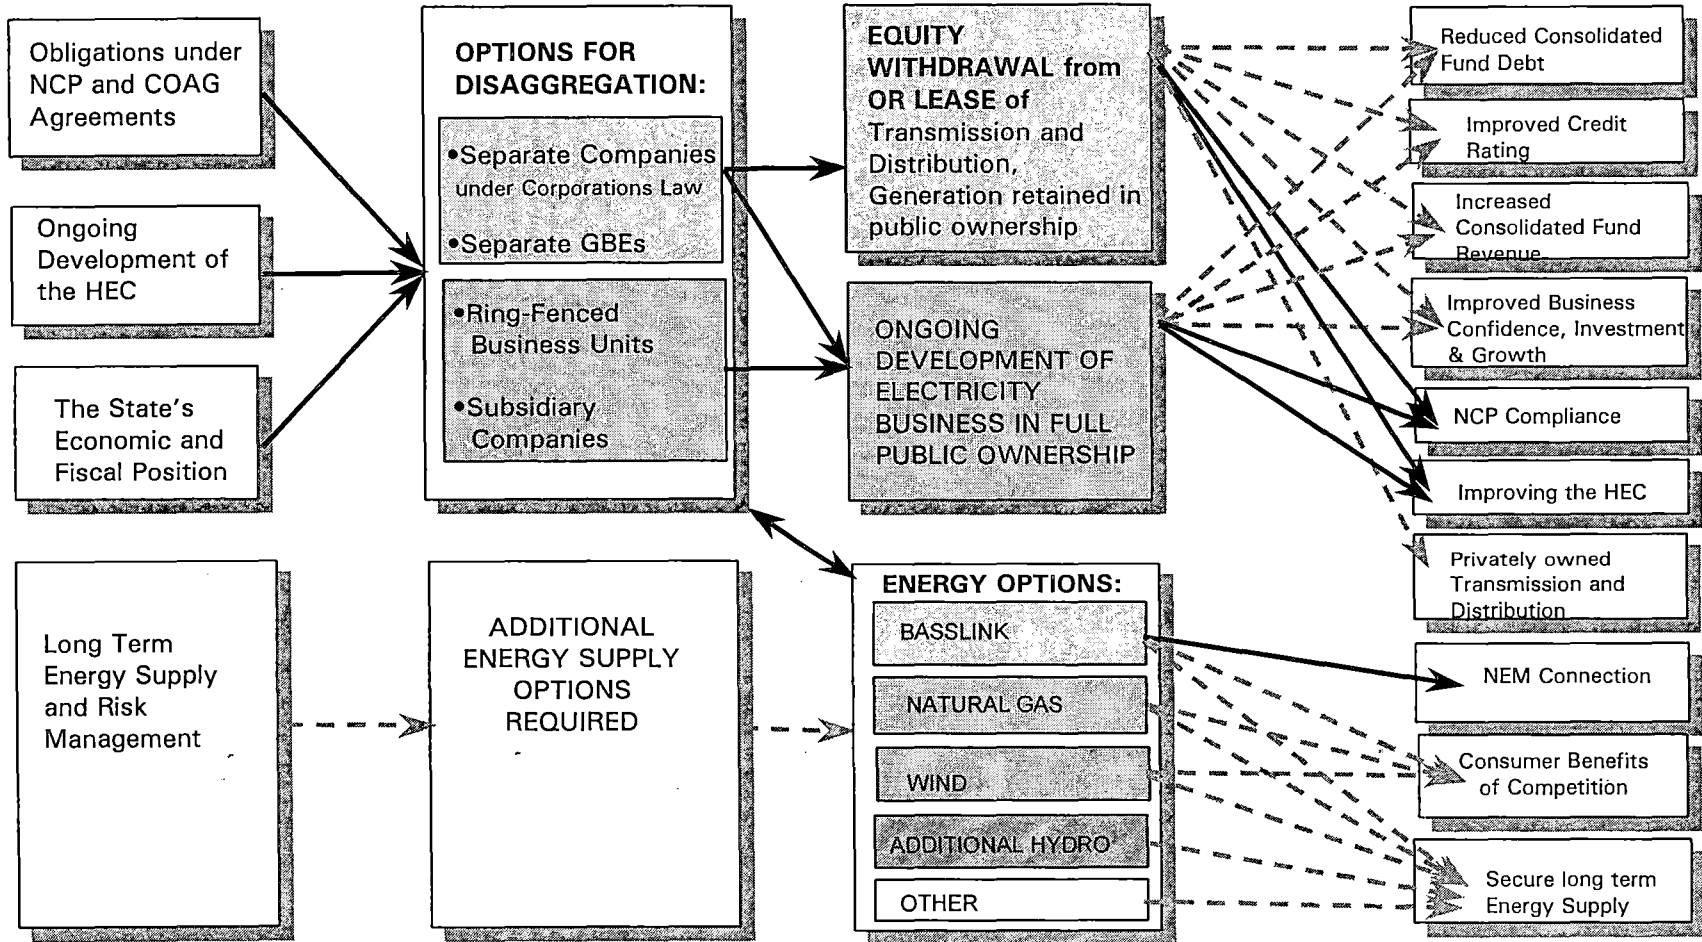 Obligations under
NCP and COAG
Agreements
Ongoing
Development of
the HEC
The State's
Economic and
Fiscal Position
OPTIONS FOR
DISAGGREGATION:
•Separate Companies
under Corporations Law
•Separate GBEs
•Ring-Fenced
Business Units
•Subsidiary
Companies
EQUITY
WITHDRAWAL from
OR LEASE of
Transmission and
Distribution,
Generation retained in
public ownership
ONGOING
DEVELOPMENT OF
ELECTRICITY
BUSINESS IN FULL
PUBLIC OWNERSHIP
Reduced Consolidated
Fund Debt
Improved Credit
Rating
Increased
Consolidated Fund
Revenue
Improved Business
Confidence, Investment
& Growth
NCP Compliance
Improving the HEC
Privately owned
Transmission and
Distribution
Long Term
Energy Supply
and Risk
Management
ADDITIONAL
ENERGY SUPPLY
OPTIONS
REQUIRED
ENERGY OPTIONS:
BASSLINK
NATURAL GAS
WIND
ADDITIONAL HYDRO
OTHER
NEM Connection
Consumer Benefits
of Competition
Secure long term
Energy Supply